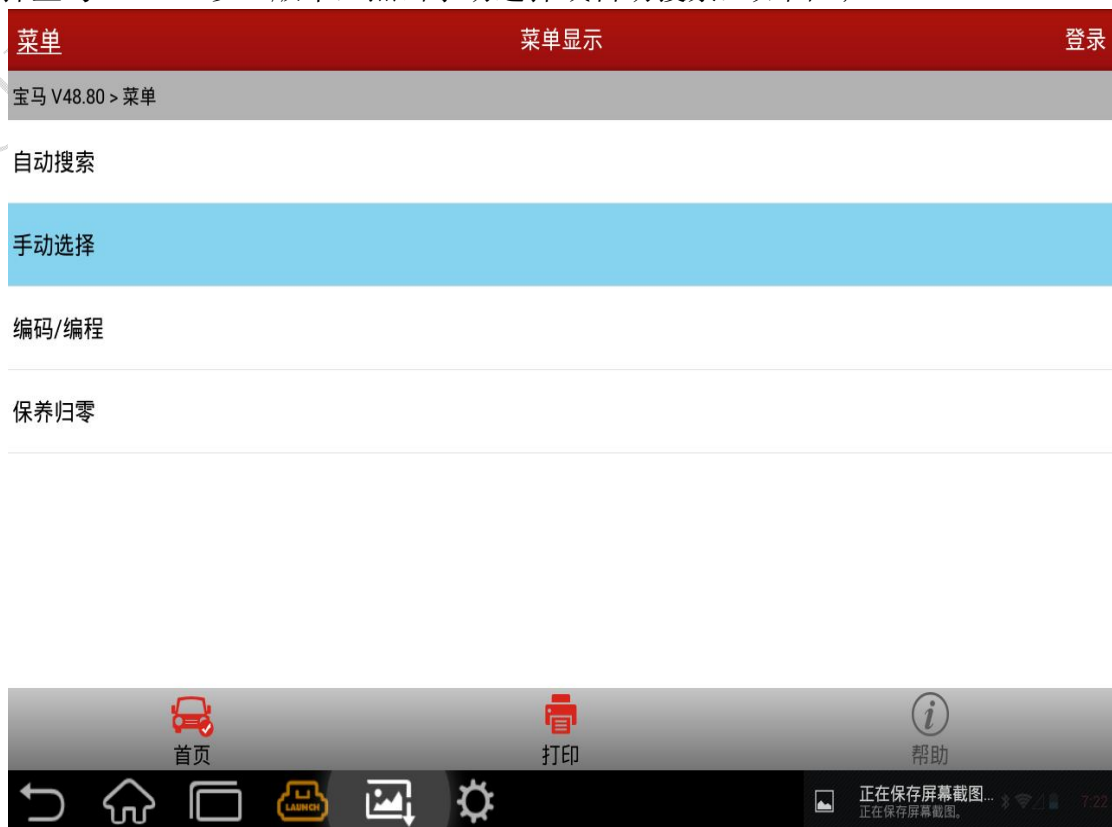 菜单 菜单显示 登录
宝马 V48.80 > 菜单
自动搜索
手动选择
编码/编程
保养归零
首页 打印 帮助
LAUNCH
正在保存屏幕截图...
正在保存屏幕截图。
7:22